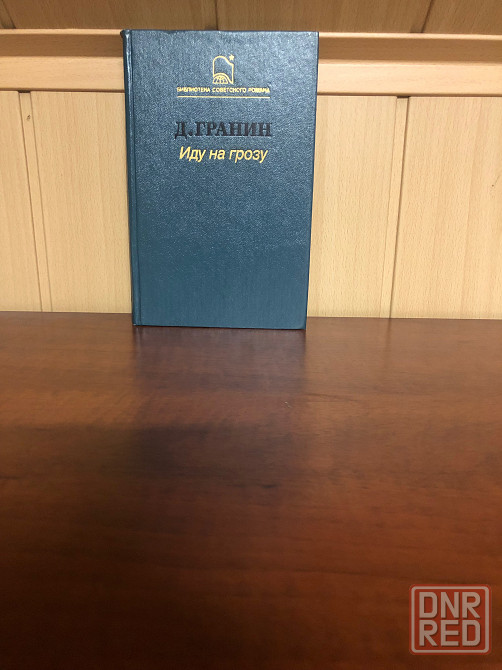 БИБЛИОТЕКА СОВЕТСКОГО РОМАНА
Д. ГРАНИН
Иду на грозу
DNR
RED